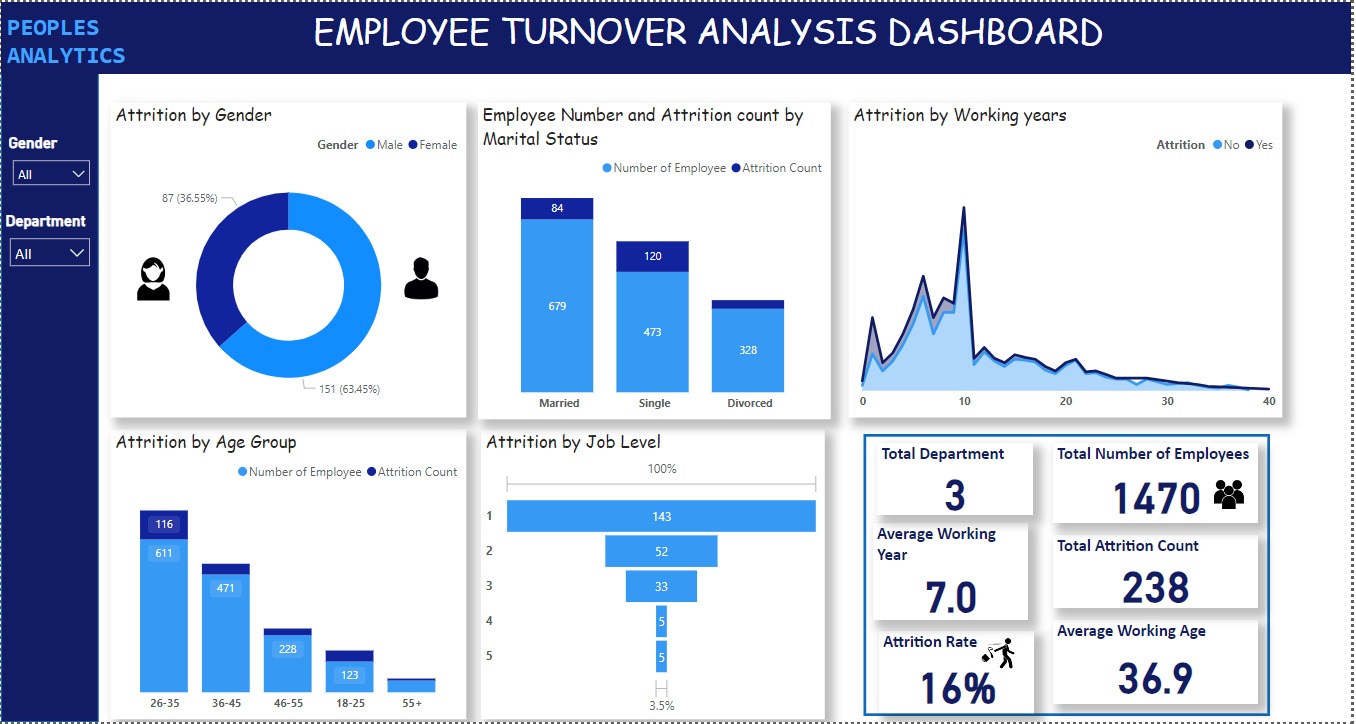 PEOPLES
ANALYTICS
EMPLOYEE TURNOVER ANALYSIS DASHBOARD
Gender
All
Department
All
Attrition by Gender
Gender Male Female
87 (36.55%)
151 (63.45%)
Employee Number and Attrition count by
Marital Status
Number of Employee Attrition Count
84
120
679
473
328
Married Single Divorced
Attrition by Working years
Attrition No Yes
0 10 20 30 40
Attrition by Age Group
Number of Employee Attrition Count
116
611
471
228
123
26-35 36-45 46-55 18-25 55+
Attrition by Job Level
100%
1 143
2 52
3 33
4 5
5 5
3.5%
Total Department
3
Total Number of Employees
1470
Average Working
Year
7.0
Total Attrition Count
238
Attrition Rate
16%
Average Working Age
36.9